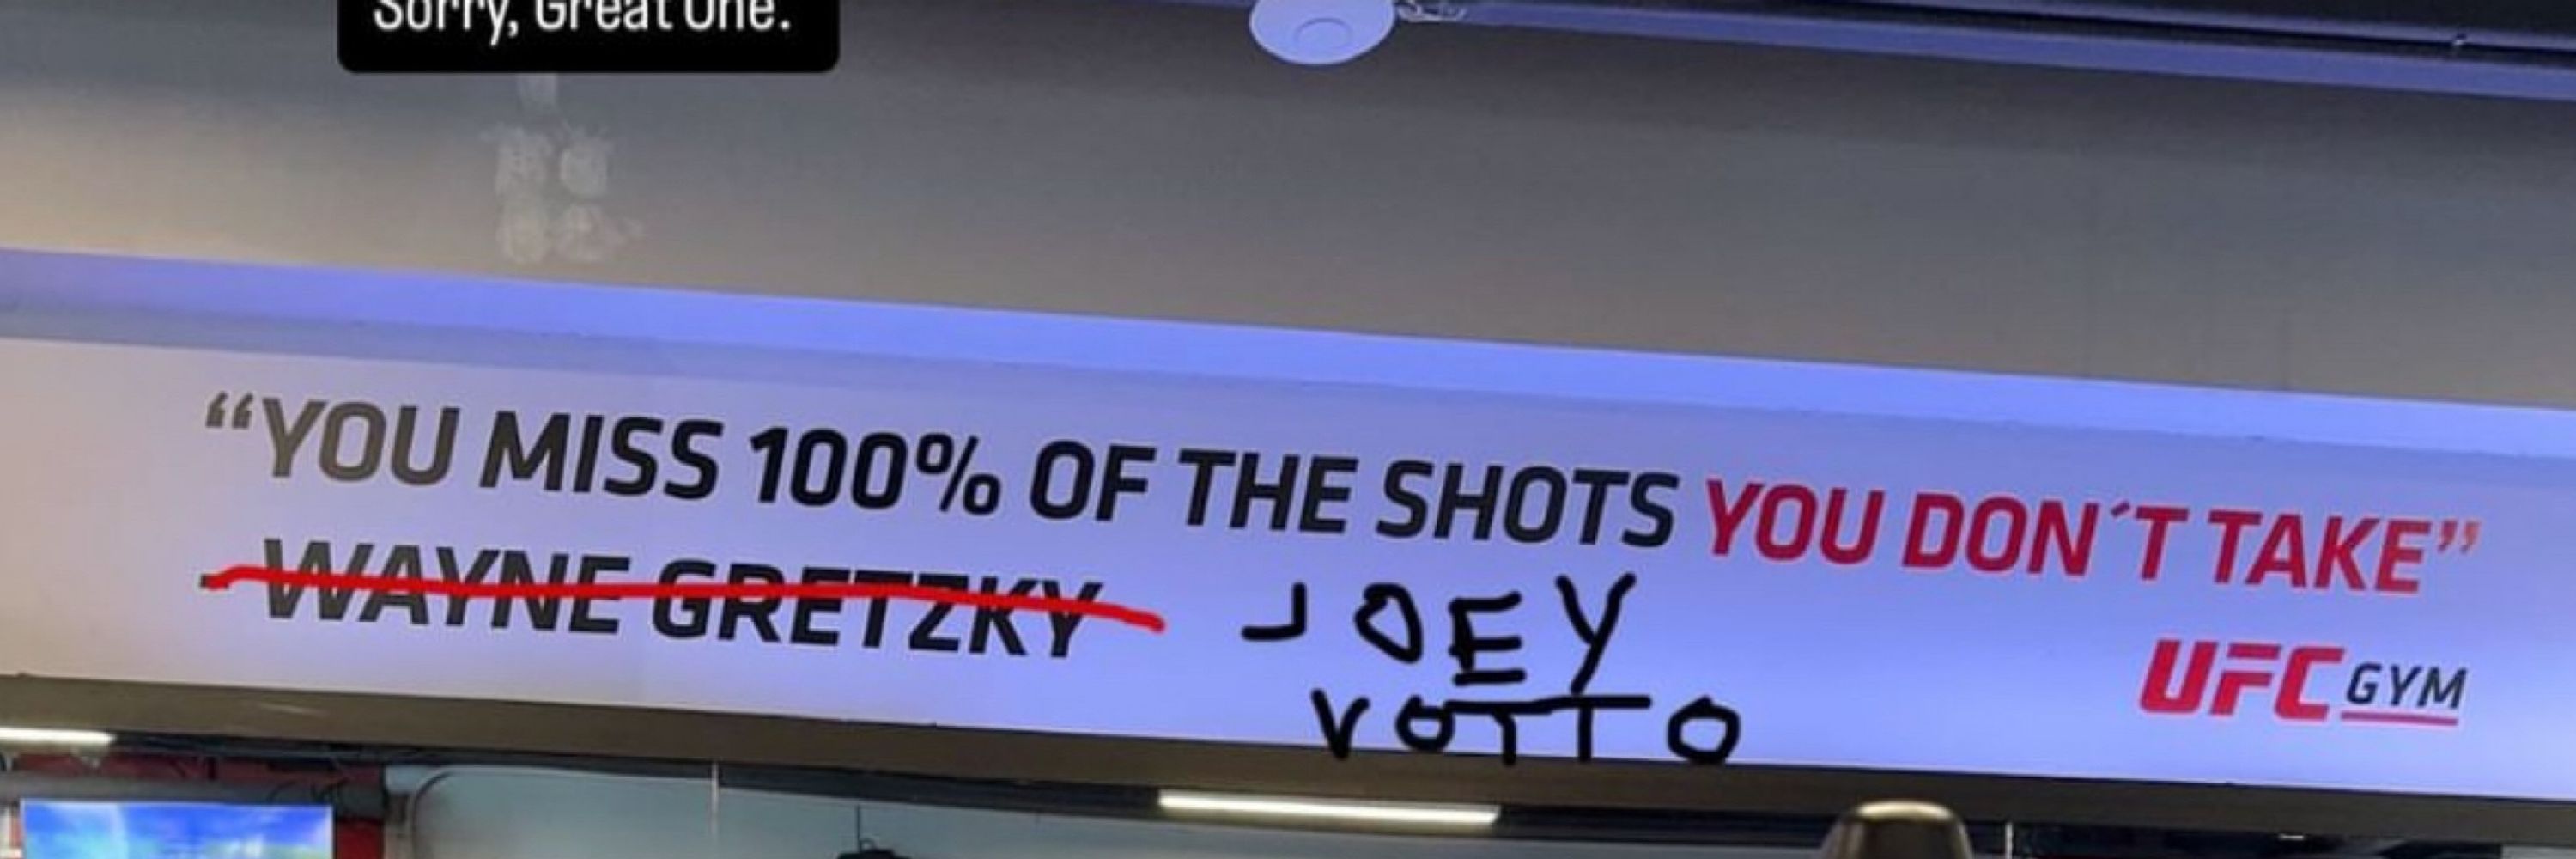 Sorry, Great One.
“YOU MISS 100% OF THE SHOTS YOU DON´T TAKE”
- WAYNE GRETZKY
JOEY
VOTTO
UFC GYM